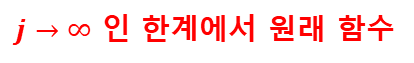 j → ∞ 인 한계에서 원래 함수